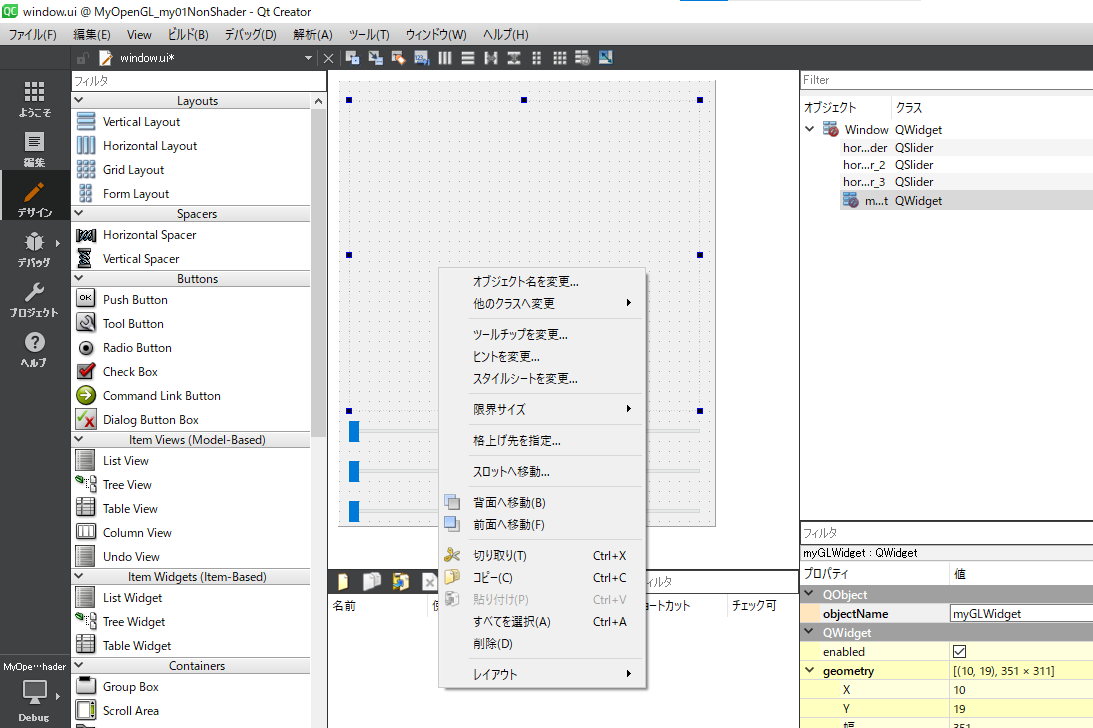 window.ui @ MyOpenGL_my01NonShader - Qt Creator
ファイル(F) 編集(E) View ビルド(B) デバッグ(D) 解析(A) ツール(T) ウィンドウ(W) ヘルプ(H)
window.ui*
ようこそ
編集
デザイン
デバッグ
プロジェクト
ヘルプ
MyOpe…hader
Debug
フィルタ
Layouts
Vertical Layout
Horizontal Layout
Grid Layout
Form Layout
Spacers
Horizontal Spacer
Vertical Spacer
Buttons
OK
Push Button
Tool Button
Radio Button
Check Box
Command Link Button
Dialog Button Box
Item Views (Model-Based)
List View
Tree View
Table View
Column View
Undo View
Item Widgets (Item-Based)
List Widget
Tree Widget
Table Widget
Containers
Group Box
Scroll Area
オブジェクト名を変更...
他のクラスへ変更
ツールチップを変更...
ヒントを変更...
スタイルシートを変更...
限界サイズ
格上げ先を指定...
スロットへ移動...
背面へ移動(B)
前面へ移動(F)
切り取り(T) Ctrl+X
コピー(C) Ctrl+C
貼り付け(P) Ctrl+V
すべてを選択(A) Ctrl+A
削除(D)
レイアウト
ィルタ
名前
ョートカット チェック可
Filter
オブジェクト クラス
Window QWidget
hor...der QSlider
hor...r_2 QSlider
hor...r_3 QSlider
m...t QWidget
フィルタ
myGLWidget : QWidget
プロパティ 値
QObject
objectName myGLWidget
QWidget
enabled
geometry [(10, 19), 351 × 311]
X 10
Y 19
幅 351